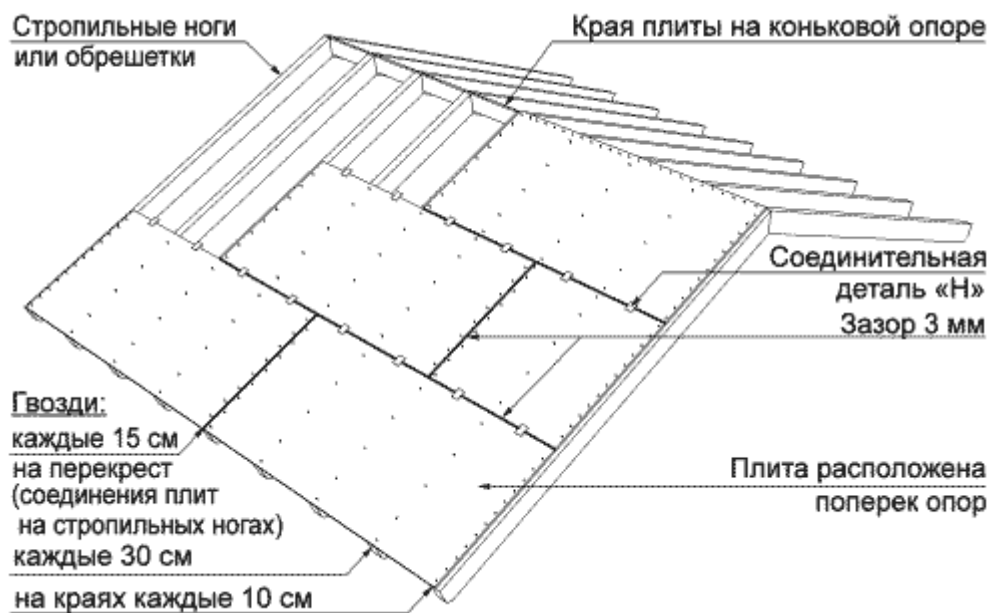 Стропильные ноги
или обрешетки
Края плиты на коньковой опоре
Соединительная
деталь «Н»
Зазор 3 мм
Гвозди:
каждые 15 см
на перекрест
(соединения плит
на стропильных ногах)
каждые 30 см
на краях каждые 10 см
Плита расположена
поперек опор